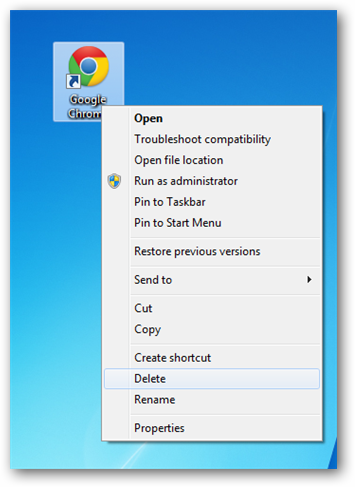 Google
Chrome
Open
Troubleshoot compatibility
Open file location
Run as administrator
Pin to Taskbar
Pin to Start Menu
Restore previous versions
Send to
Cut
Copy
Create shortcut
Delete
Rename
Properties